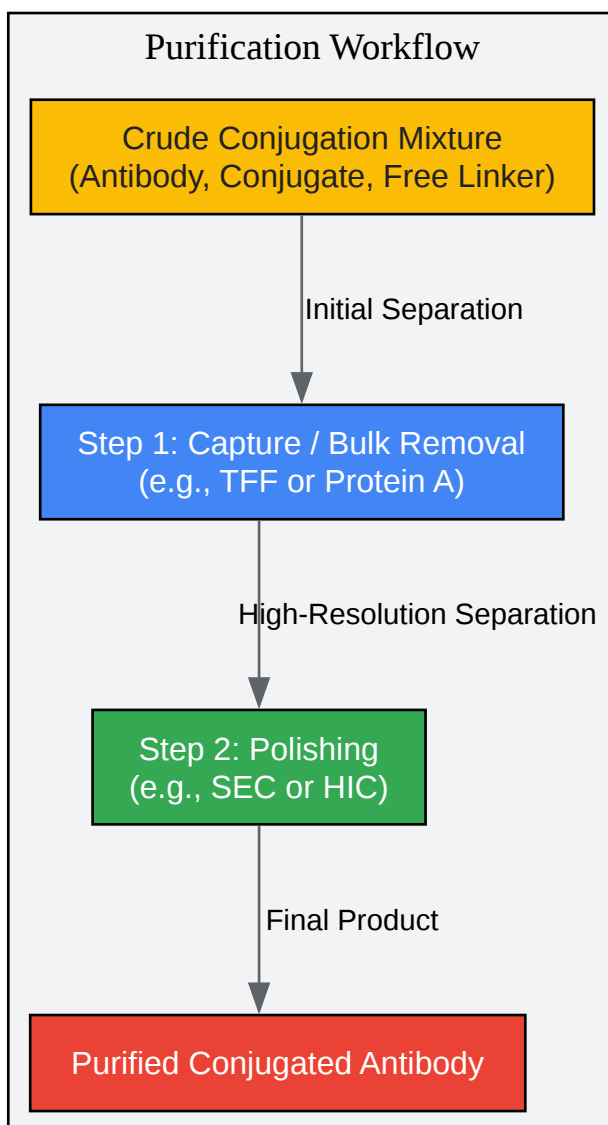 Purification Workflow
Crude Conjugation Mixture
(Antibody, Conjugate, Free Linker)
Initial Separation
Step 1: Capture / Bulk Removal
(e.g., TFF or Protein A)
High-Resolution Separation
Step 2: Polishing
(e.g., SEC or HIC)
Final Product
Purified Conjugated Antibody